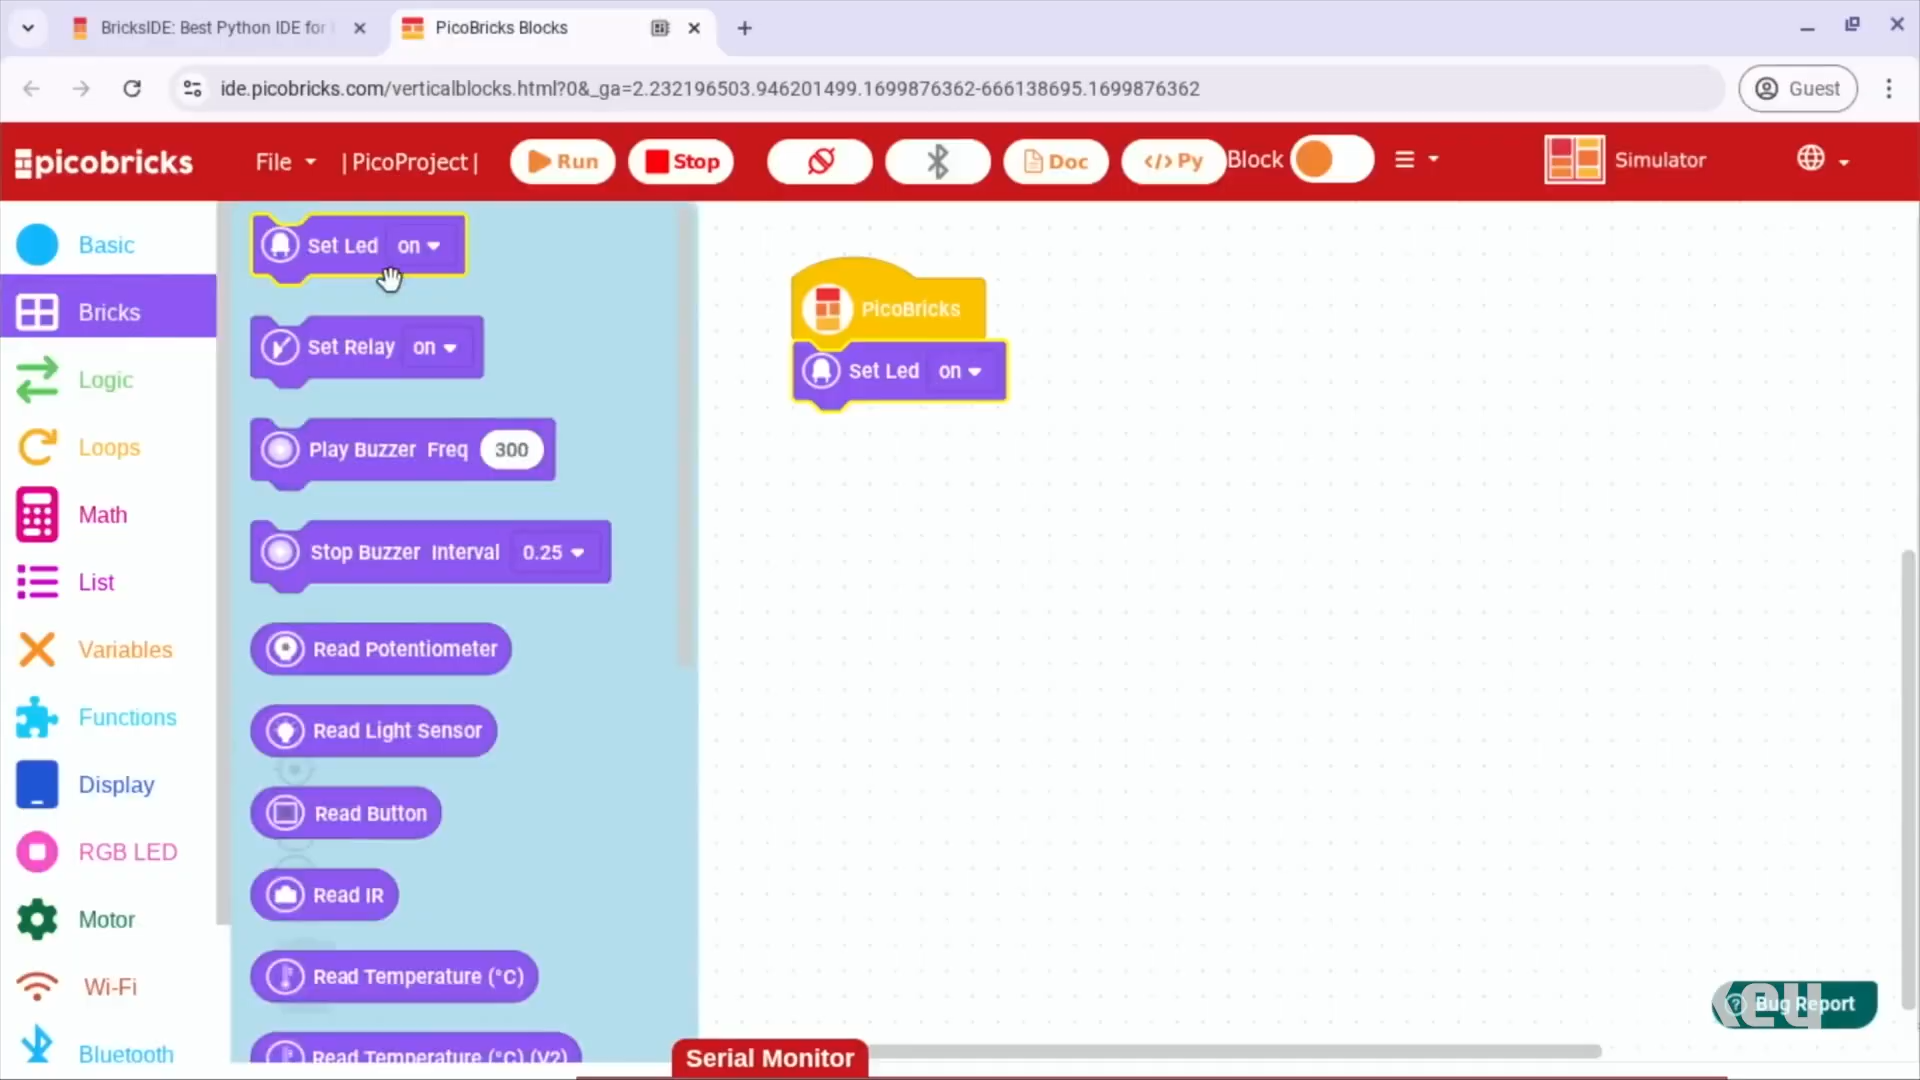 BricksIDE: Best Python IDE for
PicoBricks Blocks
ide.picobricks.com/verticalblocks.html?0&_ga=2.232196503.946201499.1699876362-666138695.1699876362
Guest
picobricks
File
|PicoProject|
Run
Stop
Doc
</> Py
Block
Simulator
Basic
Bricks
Logic
Loops
Math
List
Variables
Functions
Display
RGB LED
Motor
Wi-Fi
Bluetooth
Set Led on
Set Relay on
Play Buzzer Freq 300
Stop Buzzer Interval 0.25
Read Potentiometer
Read Light Sensor
Read Button
Read IR
Read Temperature (°C)
Read Temperature (°C) (V2)
PicoBricks
Set Led on
Bug Report
Serial Monitor